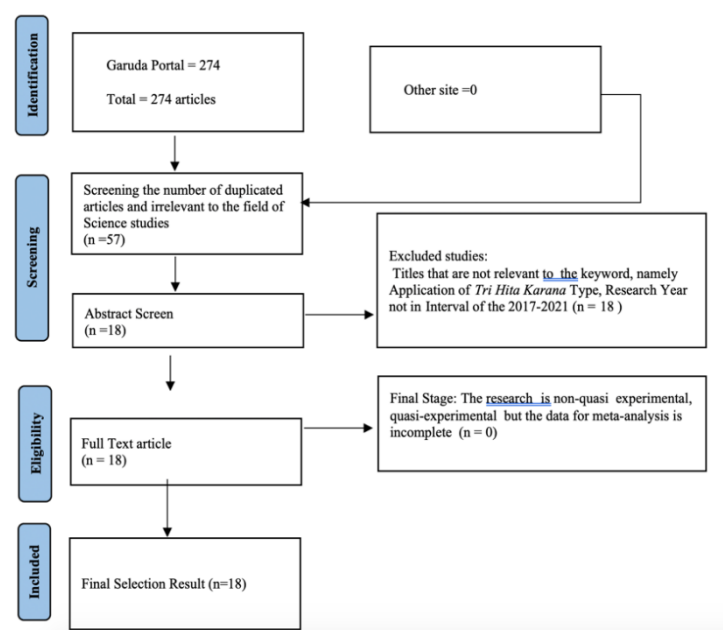 Identification
Garuda Portal = 274
Total = 274 articles
Other site =0
Screening
Screening the number of duplicated
articles and irrelevant to the field of
Science studies
(n =57)
Excluded studies:
Titles that are not relevant to the keyword, namely
Application of Tri Hita Karana Type, Research Year
not in Interval of the 2017-2021 (n = 18 )
Abstract Screen
(n =18)
Eligibility
Final Stage: The research is non-quasi experimental,
quasi-experimental but the data for meta-analysis is
incomplete (n = 0)
Full Text article
(n = 18)
Included
Final Selection Result (n=18)